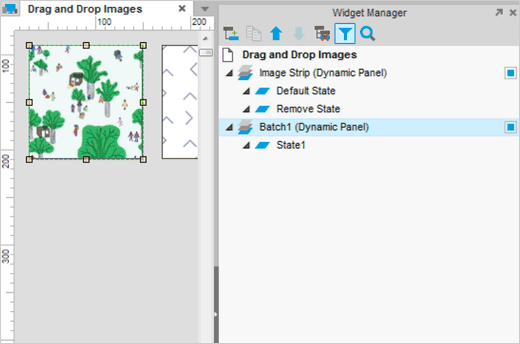 Drag and Drop Images
100
200
100
200
300
Widget Manager
Drag and Drop Images
Image Strip (Dynamic Panel)
Default State
Remove State
Batch1 (Dynamic Panel)
State1